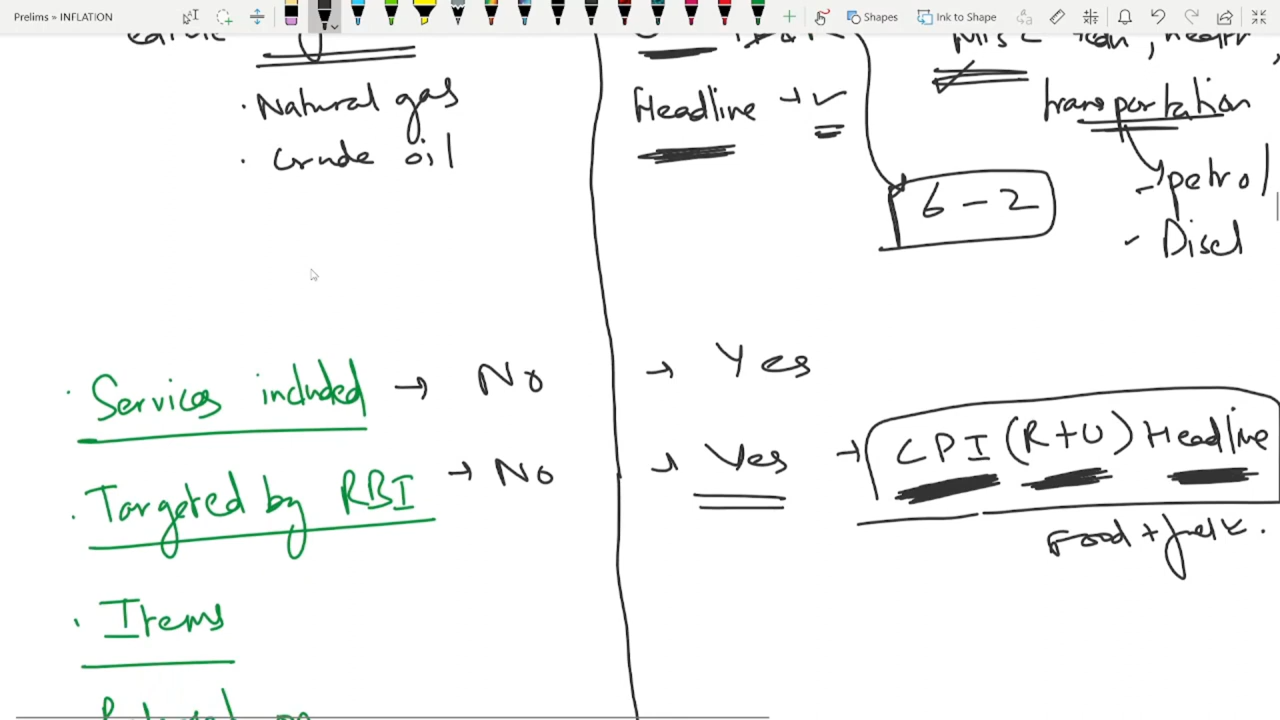 Prelims » INFLATION
Shapes
Ink to Shape
· Natural gas
· Crude oil
Headline →
transportation
6-2
- petrol
- Disel
· Services included → No → Yes
· Targeted by RBI → No → Yes → CPI (R+U) Headline
Food + fuel
· Items